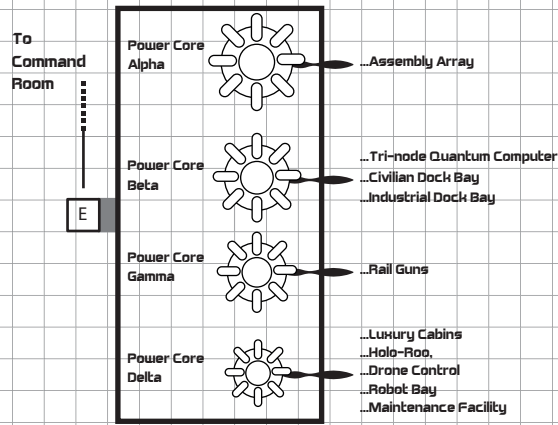 To
Command
Room
E
Power Core
Alpha
...Assembly Array
Power Core
Beta
...Tri-node Quantum Computer
...Civilian Dock Bay
...Industrial Dock Bay
Power Core
Gamma
...Rail Guns
Power Core
Delta
...Luxury Cabins
...Holo-Roo,
...Drone Control
...Robot Bay
...Maintenance Facility